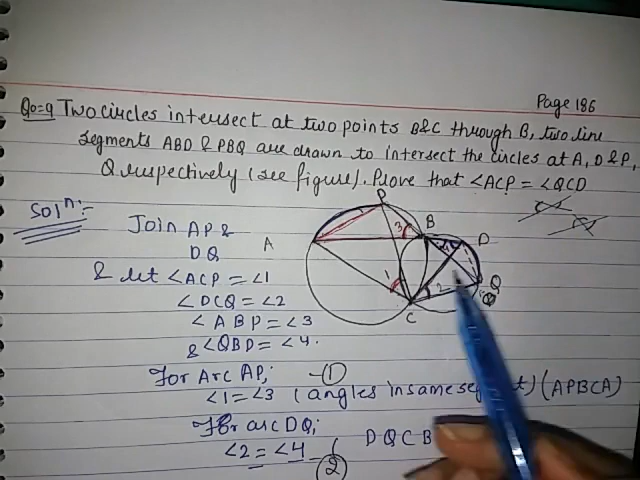 Page 186
Qo=9 Two circles intersect at two points B&C through B, two line
segments ABD & PBQ are drawn to intersect the circles at A, D & P,
Q respectively (see figure). Prove that ∠ACP = ∠QCD
Solⁿ:-
Join AP &
DQ
& let ∠ACP = ∠1
∠DCQ = ∠2
∠ABP = ∠3
& ∠QBD = ∠4.
For Arc AP; -①
∠1 = ∠3 (angles in same) (APBCA)
For arc DQ;
∠2 = ∠4 ( DQCB
②
P
A
3
B
D
1
2
Q
C